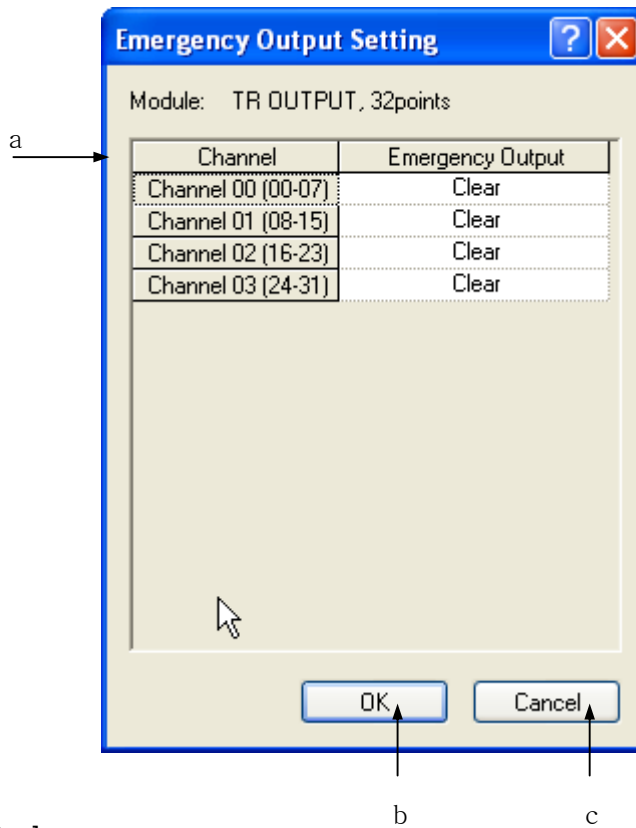 Emergency Output Setting
Module: TR OUTPUT, 32points
a
Channel Emergency Output
Channel 00 (00-07) Clear
Channel 01 (08-15) Clear
Channel 02 (16-23) Clear
Channel 03 (24-31) Clear
OK Cancel
b c